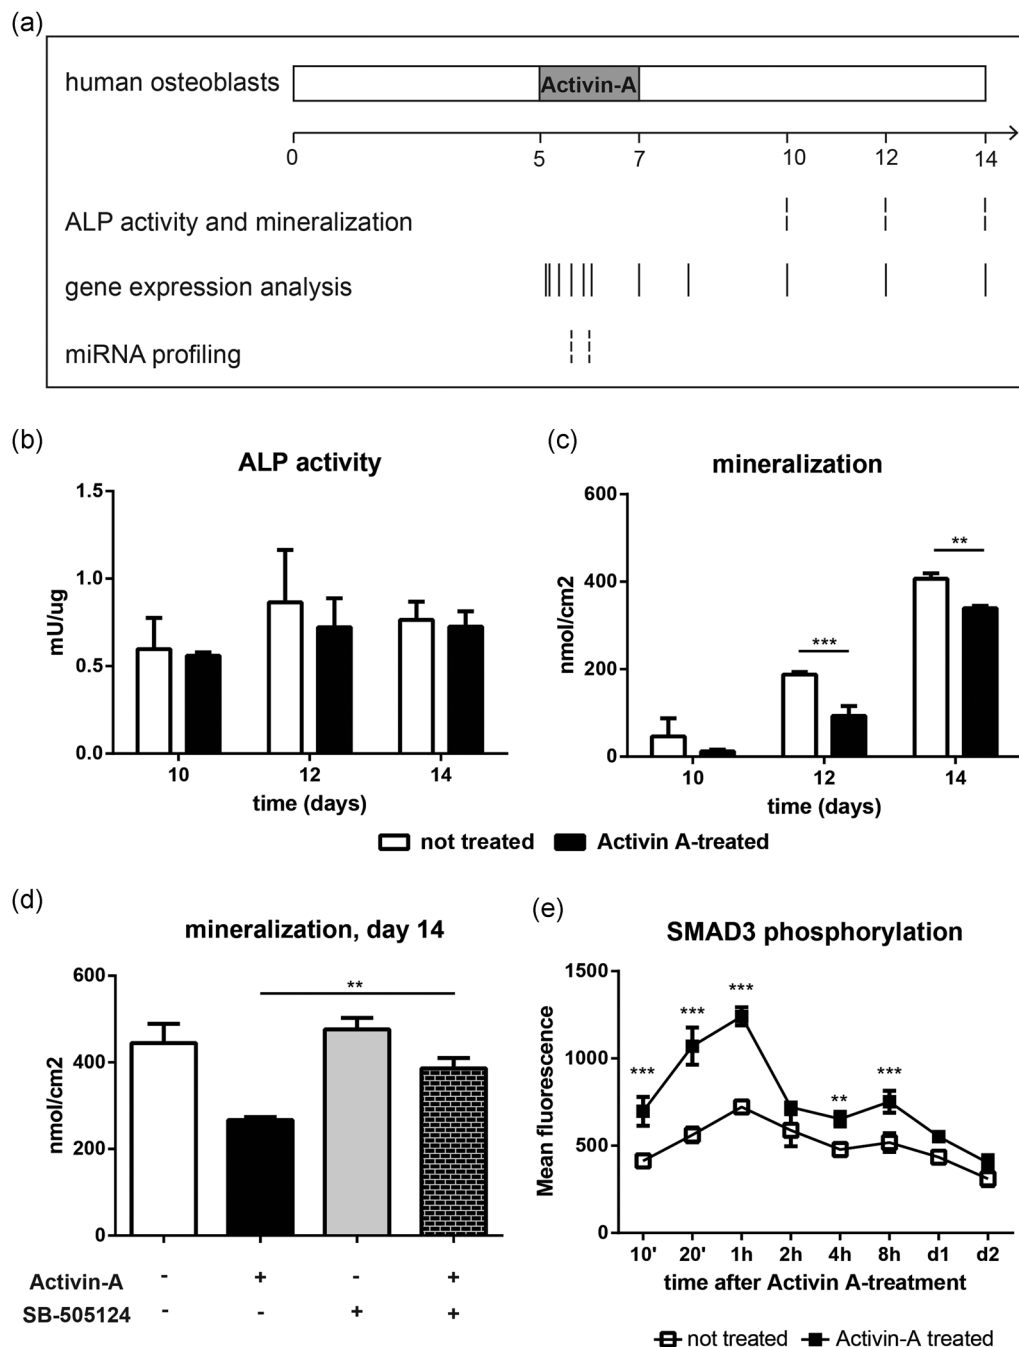 (a)
human osteoblasts
Activin-A
0 5 7 10 12 14
ALP activity and mineralization
gene expression analysis
miRNA profiling
(b)
ALP activity
mU/ug
1.5
1.0
0.5
0.0
10 12 14
time (days)
(c)
mineralization
nmol/cm2
600
400
200
0
***
**
10 12 14
time (days)
not treated Activin A-treated
(d)
mineralization, day 14
nmol/cm2
600
400
200
0
**
Activin-A - + - +
SB-505124 - - + +
(e)
SMAD3 phosphorylation
Mean fluorescence
1500
1000
500
0
*** *** *** ** ***
10' 20' 1h 2h 4h 8h d1 d2
time after Activin A-treatment
not treated Activin-A treated